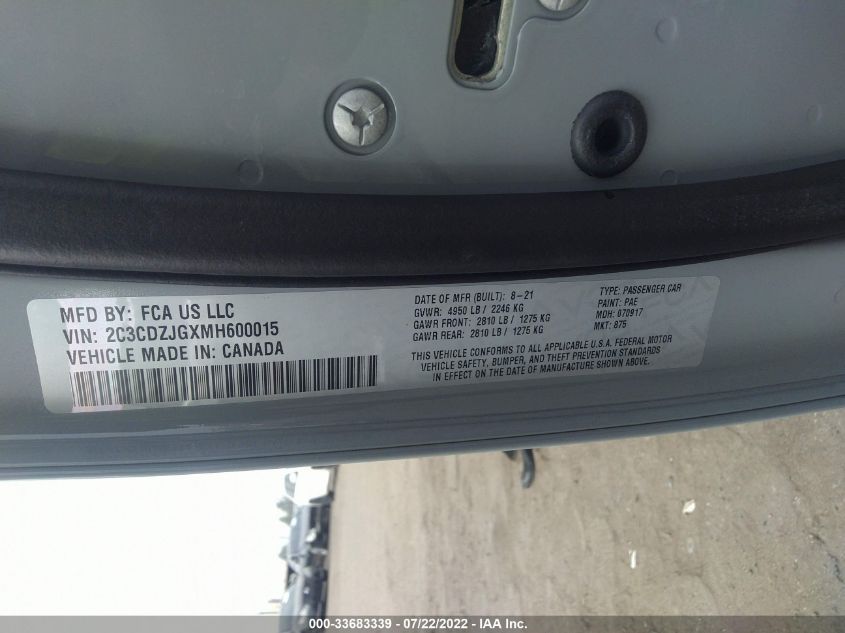 MFD BY: FCA US LLC
VIN: 2C3CDZJGXMH600015
VEHICLE MADE IN: CANADA
DATE OF MFR (BUILT): 8-21
GVWR: 4950 LB / 2246 KG
GAWR FRONT: 2810 LB / 1275 KG
GAWR REAR: 2810 LB / 1275 KG
TYPE: PASSENGER CAR
PAINT: PAE
MDH: 070917
MKT: 875
THIS VEHICLE CONFORMS TO ALL APPLICABLE U.S.A. FEDERAL MOTOR
VEHICLE SAFETY, BUMPER, AND THEFT PREVENTION STANDARDS
IN EFFECT ON THE DATE OF MANUFACTURE SHOWN ABOVE.
000-33683339 - 07/22/2022 - IAA Inc.